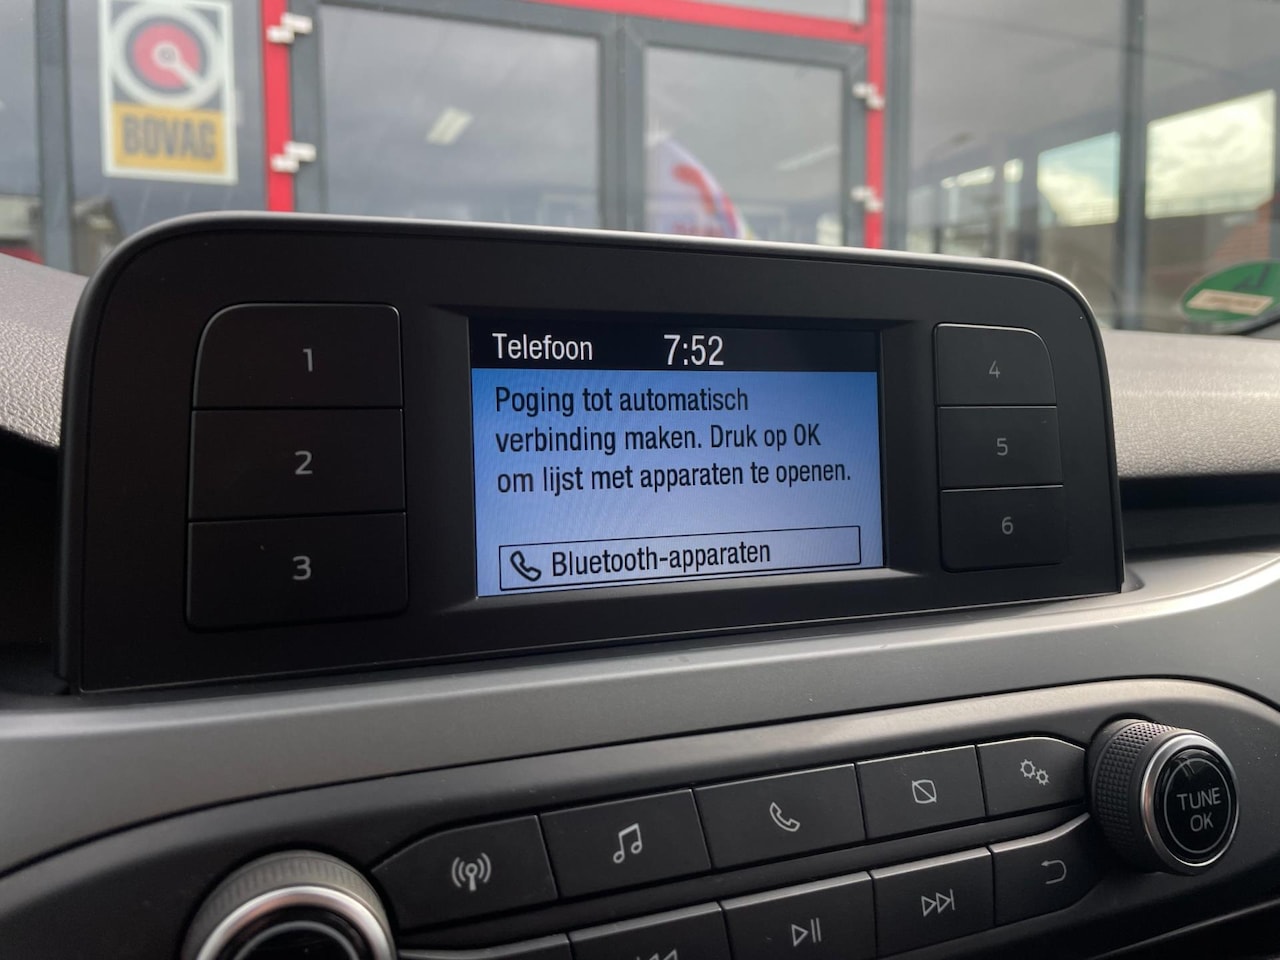 BOVAG
1
2
3
Telefoon 7:52
Poging tot automatisch
verbinding maken. Druk op OK
om lijst met apparaten te openen.
Bluetooth-apparaten
4
5
6
TUNE
OK